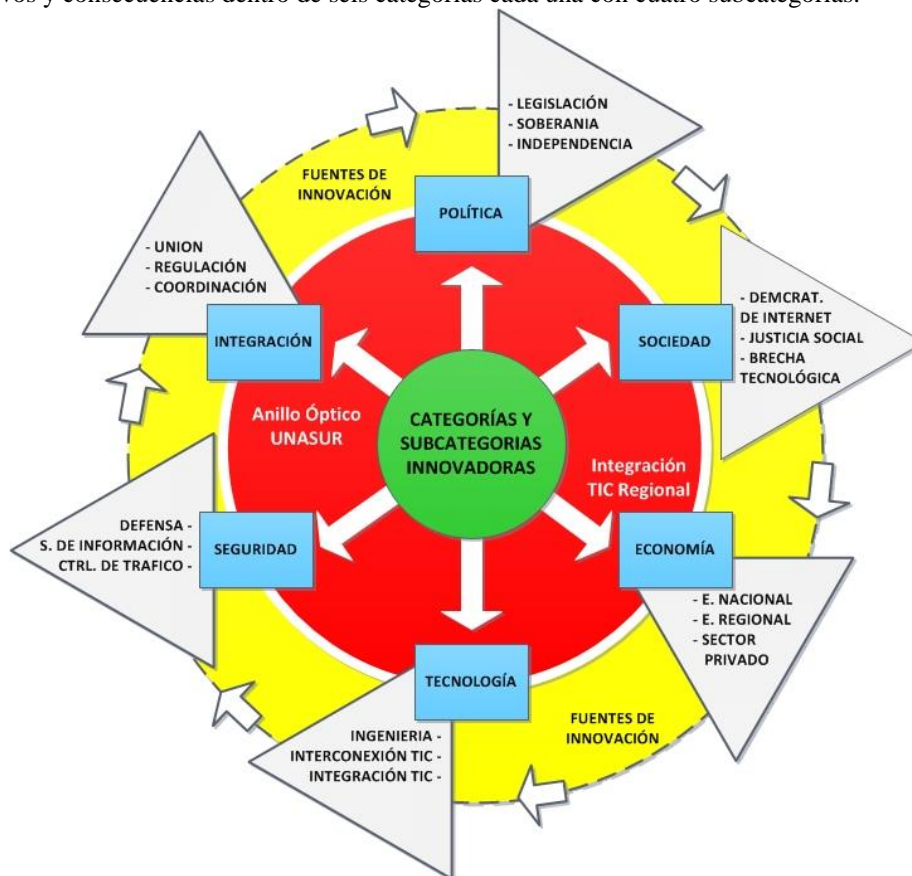 vos y consecuencias dentro de seis categorías cada una con cuatro subcategorías.
- LEGISLACIÓN
- SOBERANIA
- INDEPENDENCIA
FUENTES DE
INNOVACIÓN
POLÍTICA
- UNION
- REGULACIÓN
- COORDINACIÓN
INTEGRACIÓN
SOCIEDAD
- DEMCRAT.
DE INTERNET
- JUSTICIA SOCIAL
- BRECHA
TECNOLÓGICA
Anillo Óptico
UNASUR
CATEGORÍAS Y
SUBCATEGORIAS
INNOVADORAS
Integración
TIC Regional
DEFENSA -
S. DE INFORMACIÓN -
CTRL. DE TRAFICO -
SEGURIDAD
ECONOMÍA
- E. NACIONAL
- E. REGIONAL
- SECTOR
PRIVADO
TECNOLOGÍA
INGENIERIA -
INTERCONEXIÓN TIC -
INTEGRACIÓN TIC -
FUENTES DE
INNOVACIÓN